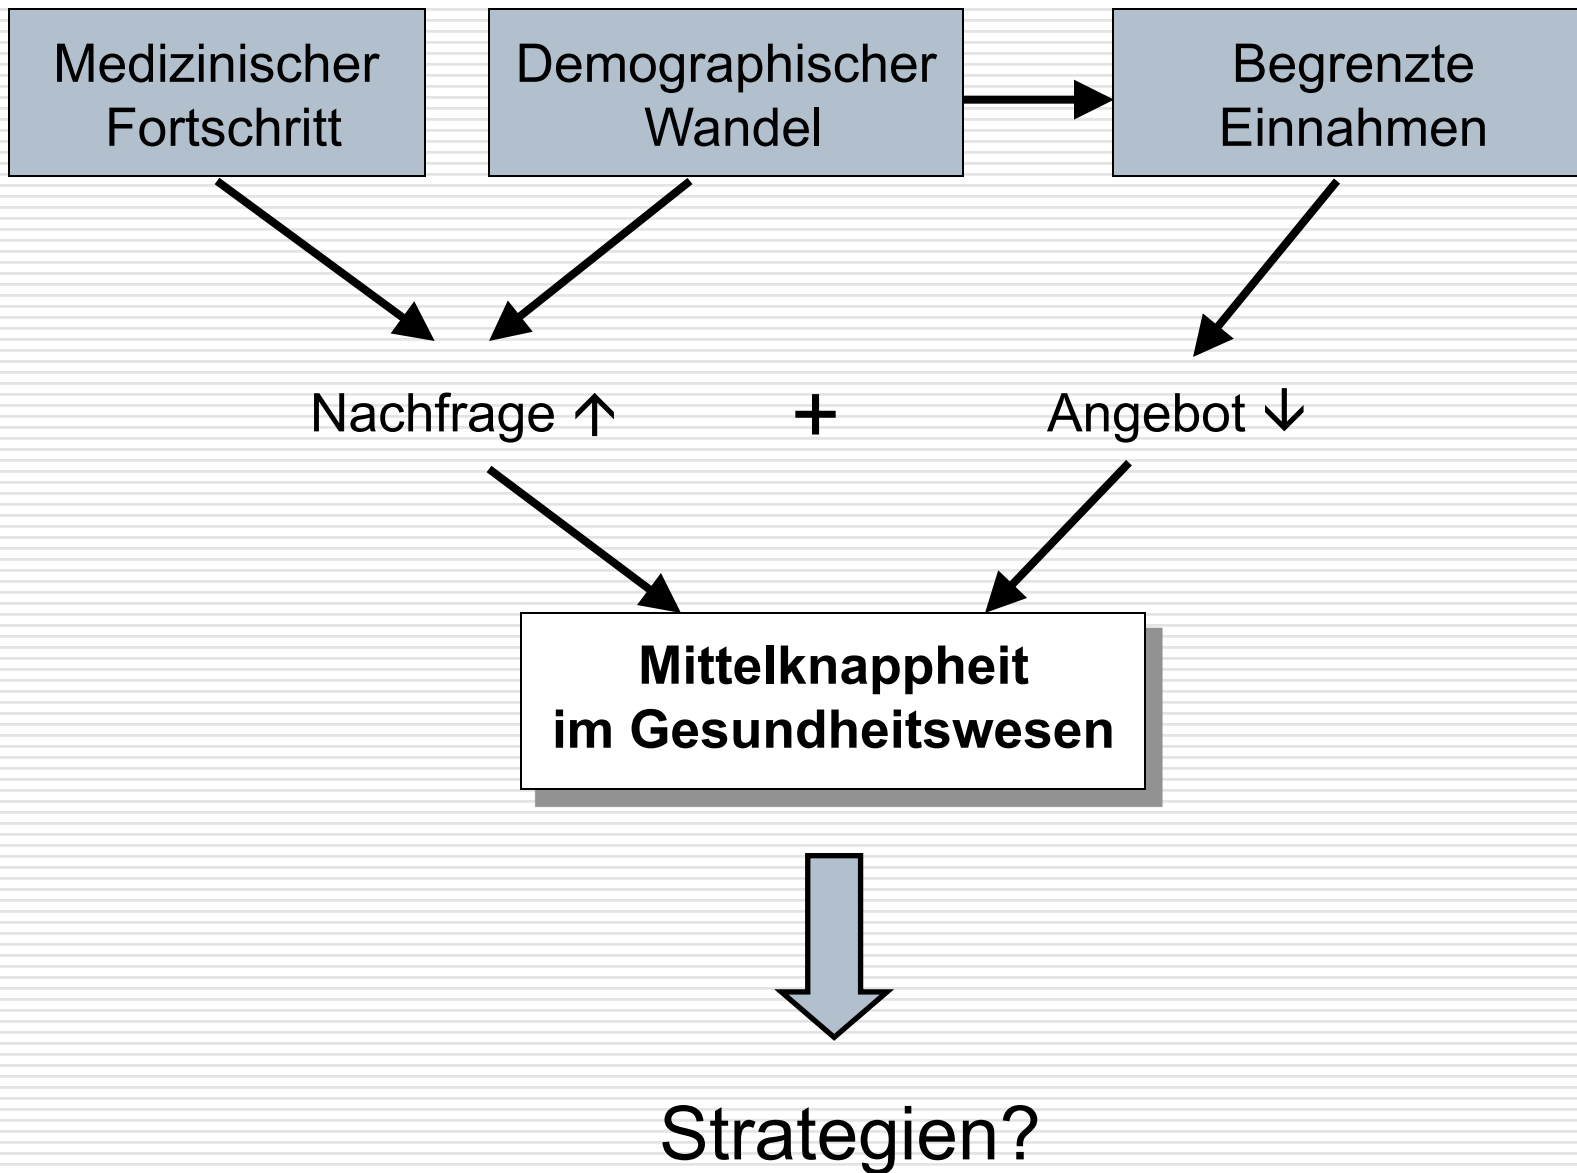 Medizinischer
Fortschritt
Demographischer
Wandel
Begrenzte
Einnahmen
Nachfrage ↑
+
Angebot ↓
Mittelknappheit
im Gesundheitswesen
Strategien?